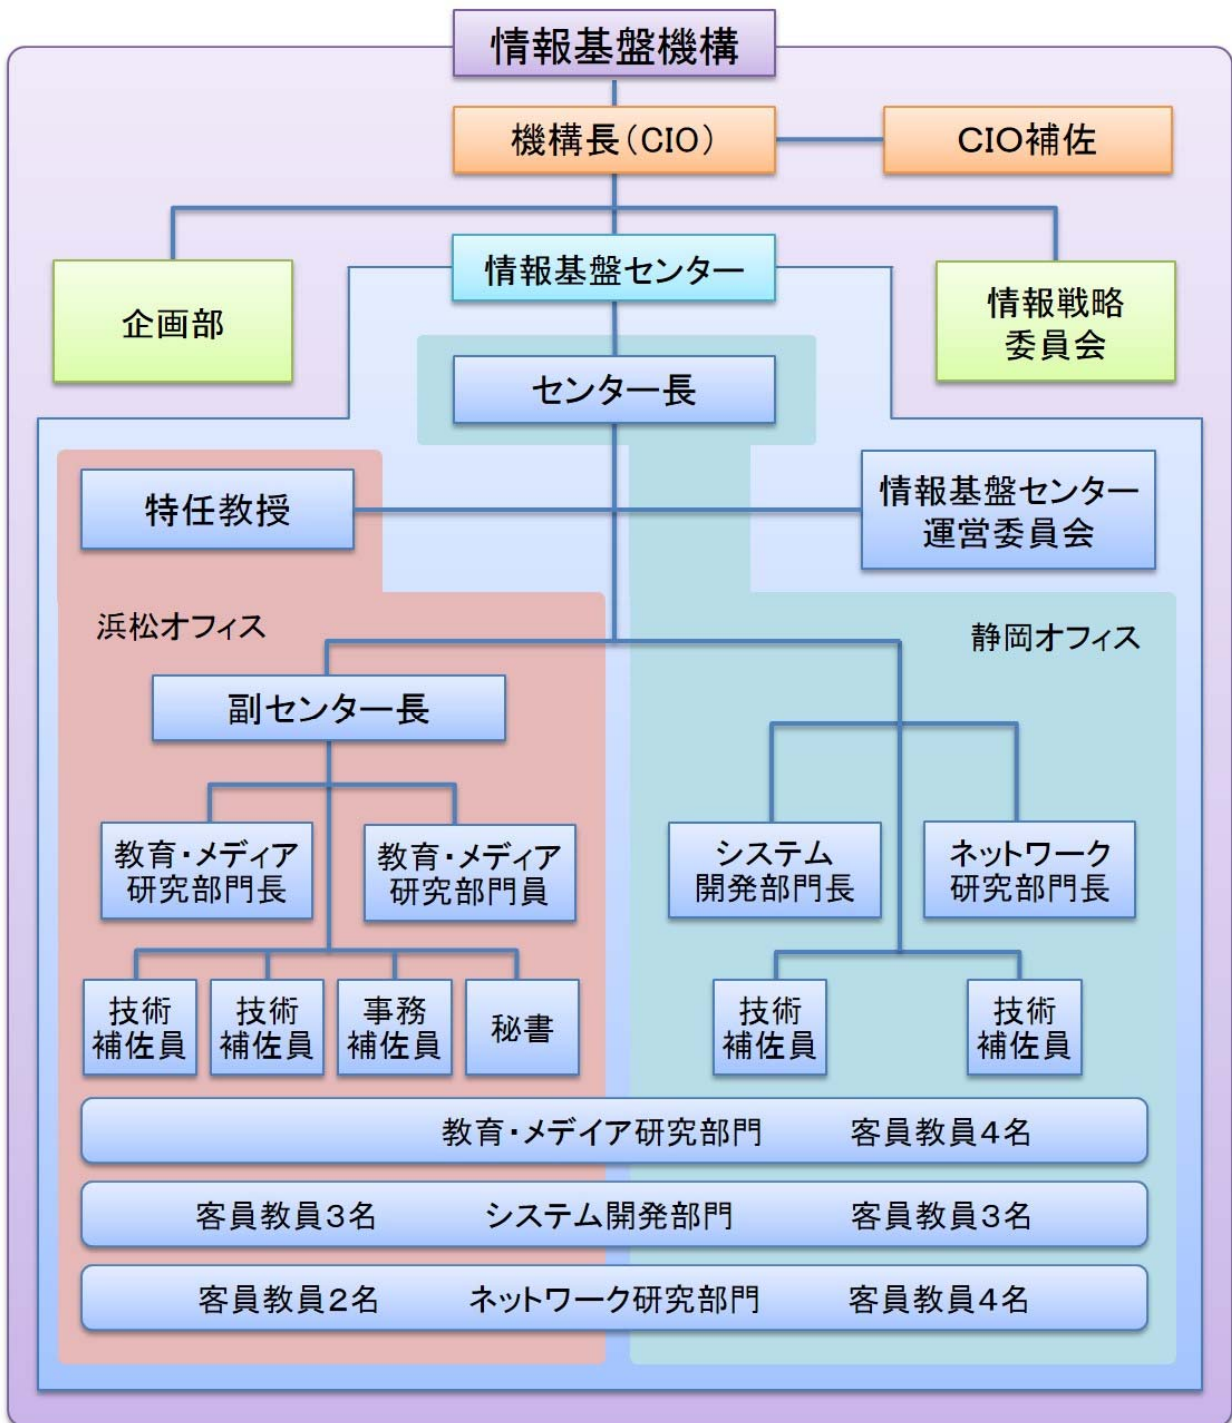 情報基盤機構
機構長（CIO）
CIO補佐
情報基盤センター
企画部
情報戦略
委員会
センター長
特任教授
情報基盤センター
運営委員会
浜松オフィス
静岡オフィス
副センター長
教育・メディア
研究部門長
教育・メディア
研究部門員
システム
開発部門長
ネットワーク
研究部門長
技術
補佐員
技術
補佐員
事務
補佐員
秘書
技術
補佐員
技術
補佐員
教育・メデイア研究部門　客員教員４名
客員教員３名　システム開発部門　客員教員３名
客員教員２名　ネットワーク研究部門　客員教員４名